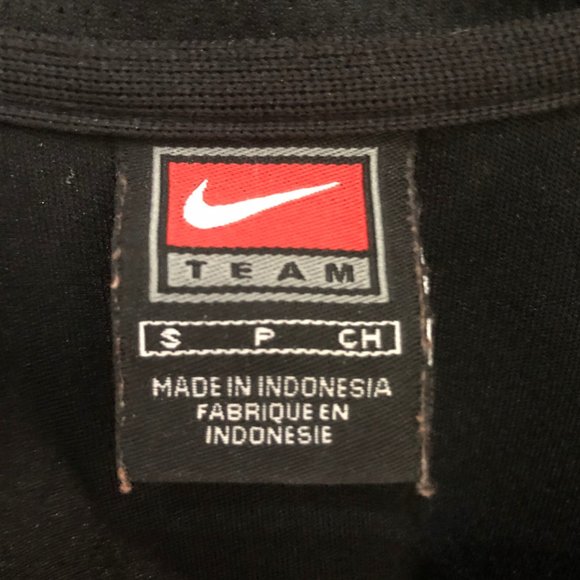 TEAM
S P CH
MADE IN INDONESIA
FABRIQUE EN
INDONESIE